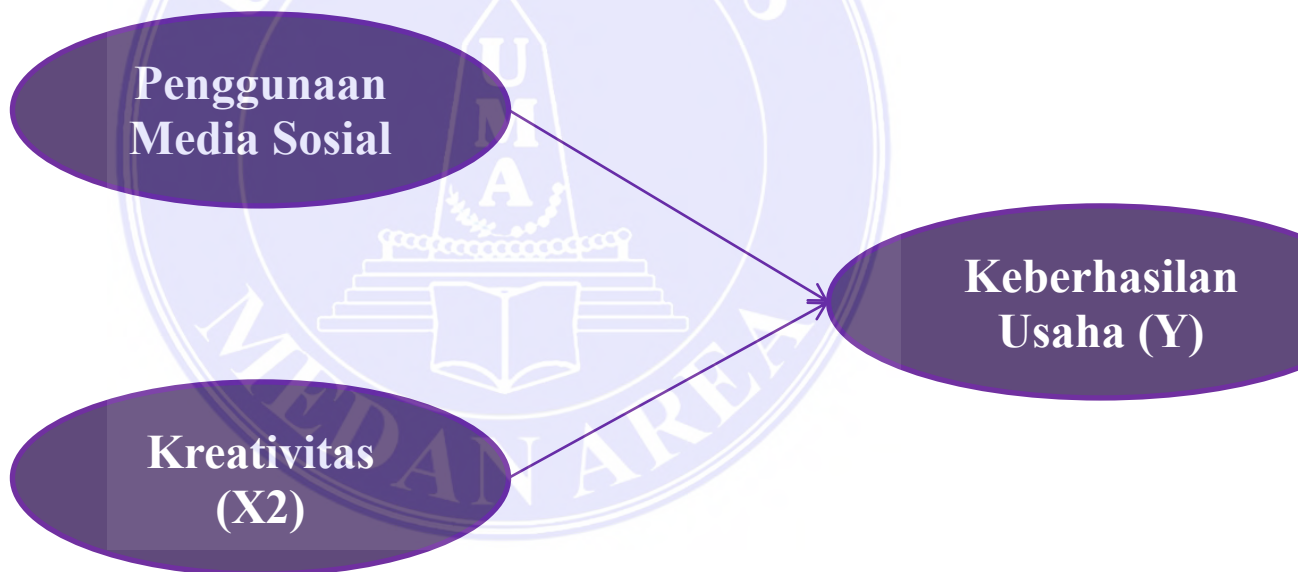 Penggunaan
Media Sosial
Keberhasilan
Usaha (Y)
Kreativitas
(X2)
U
M
A
MEDAN AREA